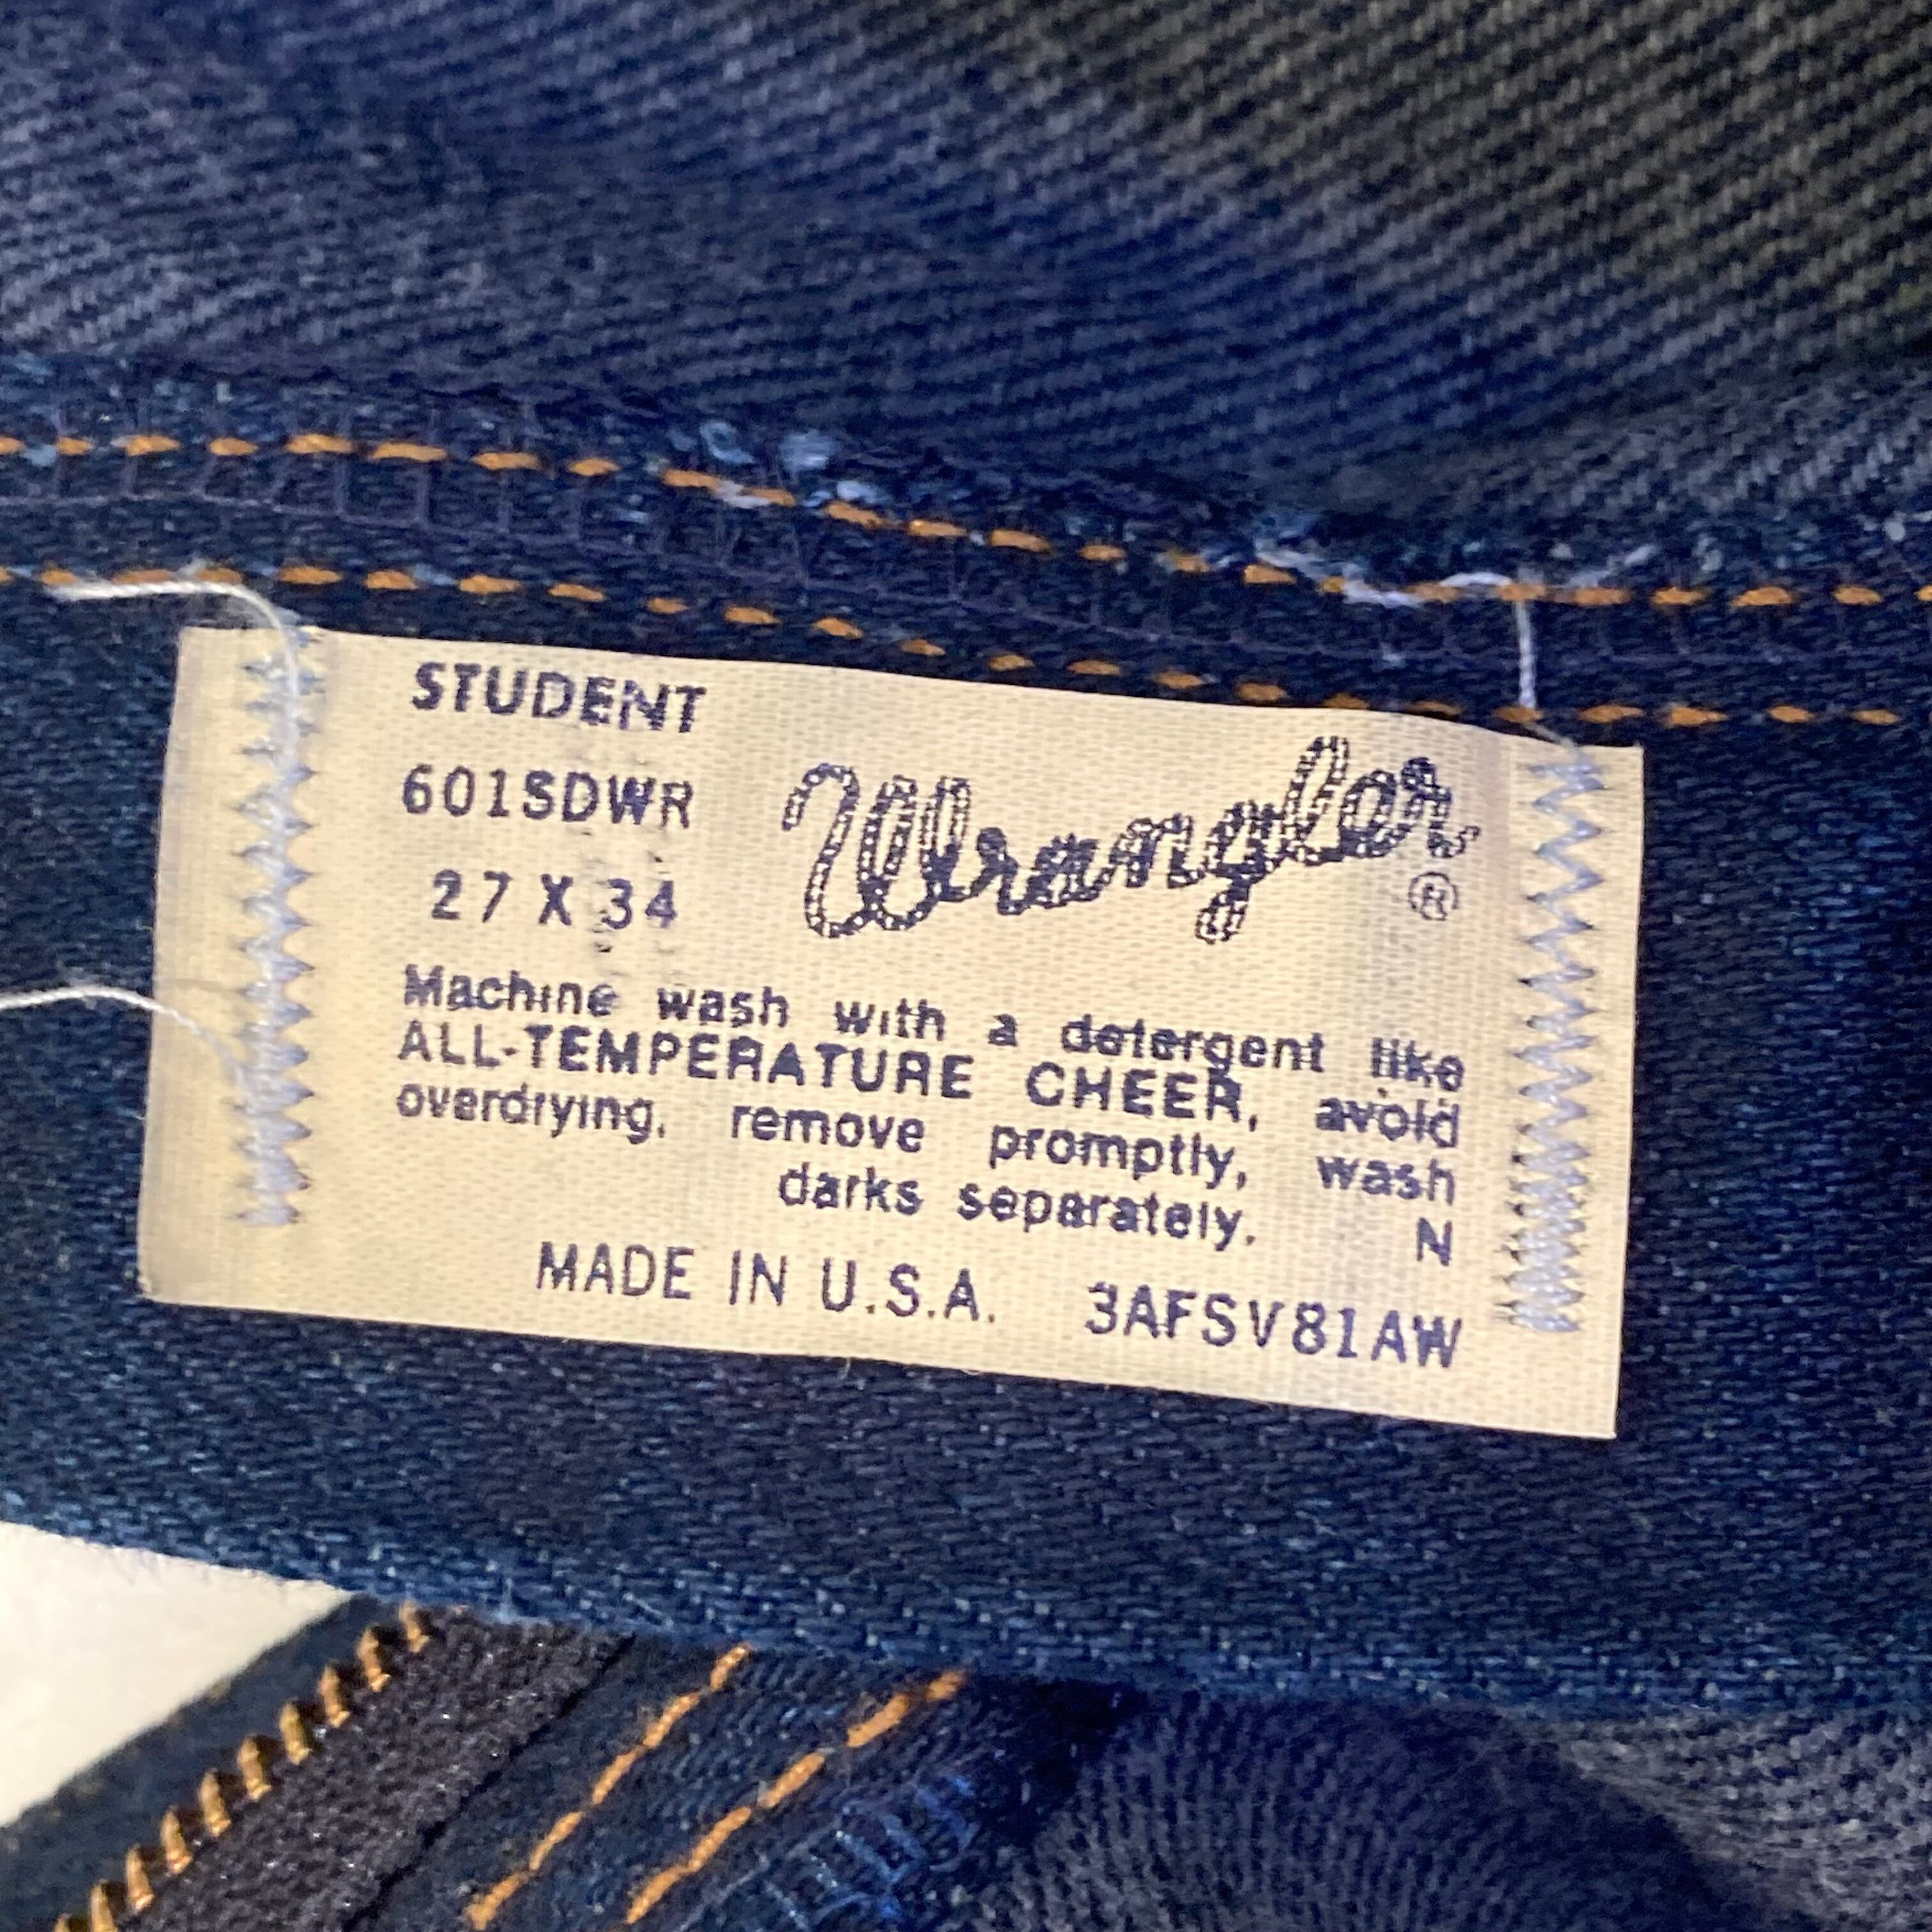 STUDENT
601SDWR
27 X 34
Wrangler
®
Machine wash with a detergent like
ALL-TEMPERATURE CHEER, avoid
overdrying, remove promptly, wash
darks separately. N
MADE IN U.S.A. 3AFSV81AW